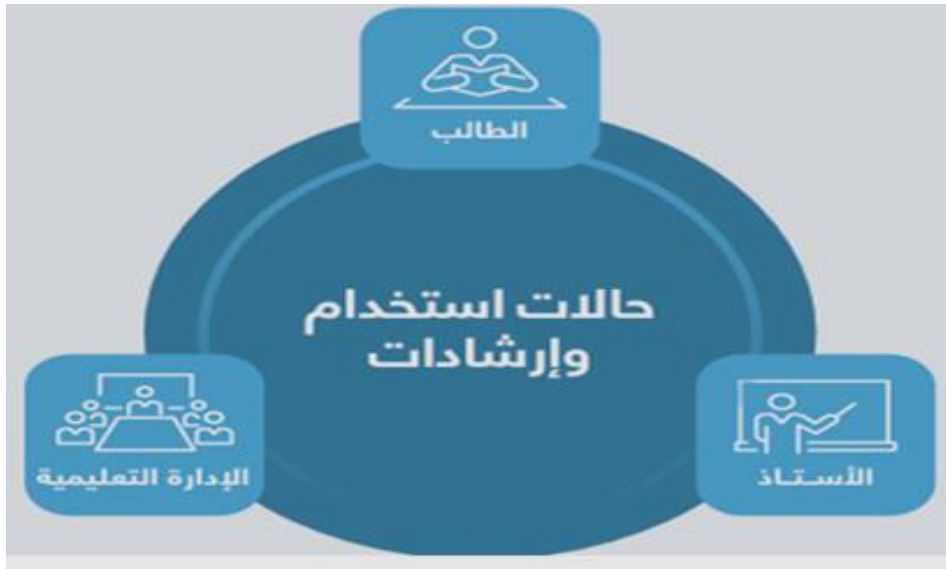 الطالب
حالات استخدام
وإرشادات
الأستاذ
الإدارة التعليمية